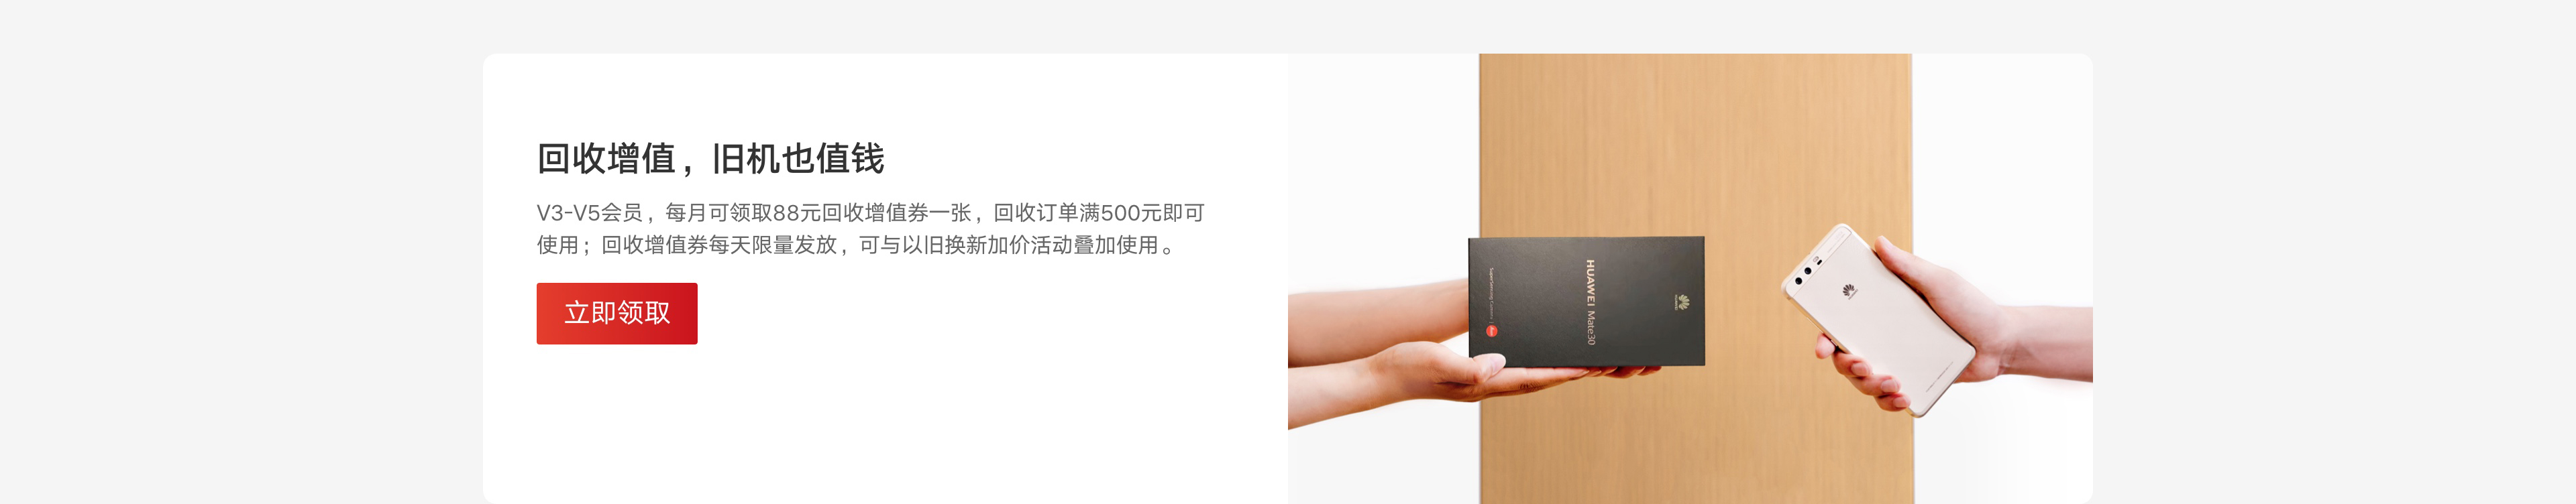 回收增值，旧机也值钱
V3-V5会员，每月可领取88元回收增值券一张，回收订单满500元即可
使用；回收增值券每天限量发放，可与以旧换新加价活动叠加使用。
立即领取
HUAWEI Mate30
HUAWEI